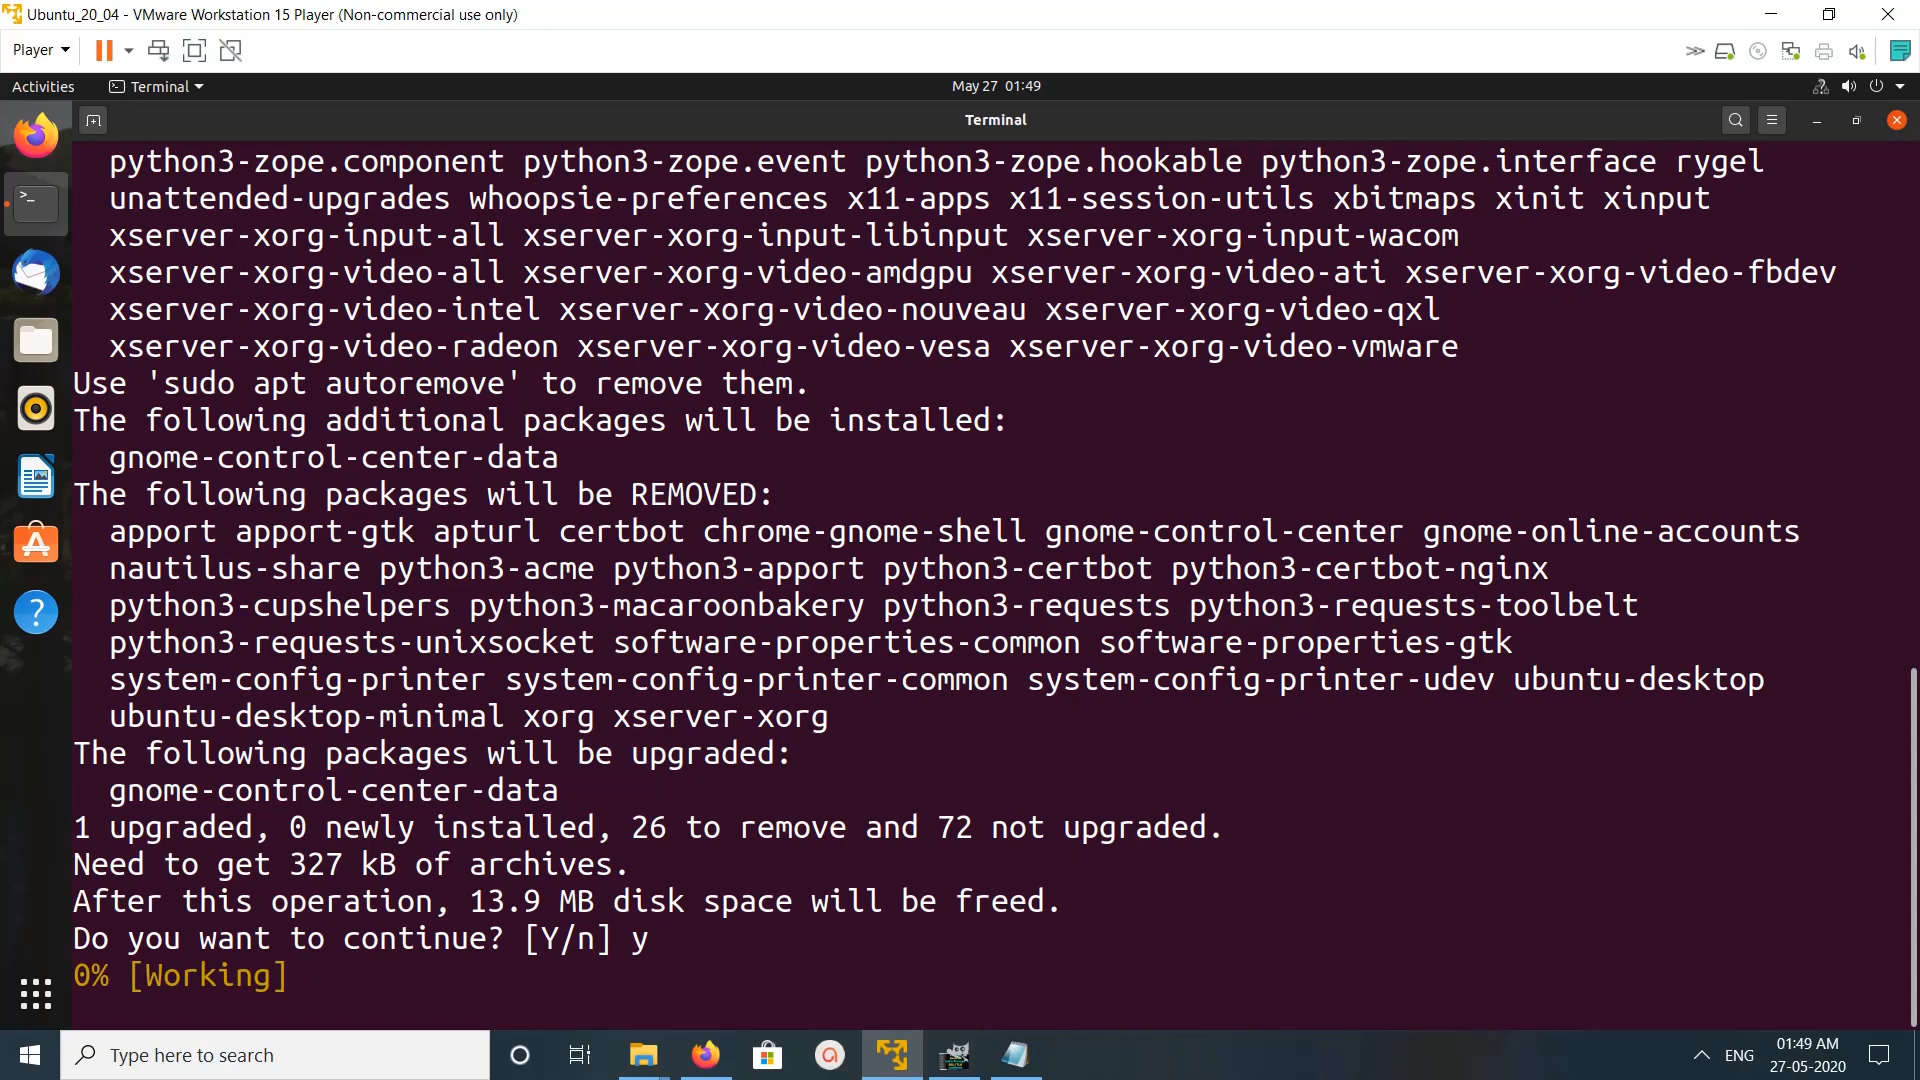 Ubuntu_20_04 - VMware Workstation 15 Player (Non-commercial use only)
Player
Activities
Terminal
May 27 01:49
Terminal
python3-zope.component python3-zope.event python3-zope.hookable python3-zope.interface rygel
unattended-upgrades whoopsie-preferences x11-apps x11-session-utils xbitmaps xinit xinput
xserver-xorg-input-all xserver-xorg-input-libinput xserver-xorg-input-wacom
xserver-xorg-video-all xserver-xorg-video-amdgpu xserver-xorg-video-ati xserver-xorg-video-fbdev
xserver-xorg-video-intel xserver-xorg-video-nouveau xserver-xorg-video-qxl
xserver-xorg-video-radeon xserver-xorg-video-vesa xserver-xorg-video-vmware
Use 'sudo apt autoremove' to remove them.
The following additional packages will be installed:
gnome-control-center-data
The following packages will be REMOVED:
apport apport-gtk apturl certbot chrome-gnome-shell gnome-control-center gnome-online-accounts
nautilus-share python3-acme python3-apport python3-certbot python3-certbot-nginx
python3-cupshelpers python3-macaroonbakery python3-requests python3-requests-toolbelt
python3-requests-unixsocket software-properties-common software-properties-gtk
system-config-printer system-config-printer-common system-config-printer-udev ubuntu-desktop
ubuntu-desktop-minimal xorg xserver-xorg
The following packages will be upgraded:
gnome-control-center-data
1 upgraded, 0 newly installed, 26 to remove and 72 not upgraded.
Need to get 327 kB of archives.
After this operation, 13.9 MB disk space will be freed.
Do you want to continue? [Y/n] y
0% [Working]
Type here to search
ENG
01:49 AM
27-05-2020